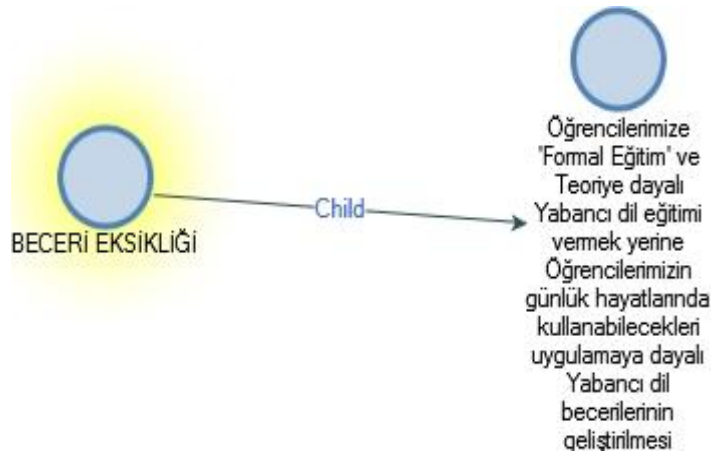 BECERİ EKSİKLİĞİ
Child
Öğrencilerimize
'Formal Eğitim' ve
Teoriye dayalı
Yabancı dil eğitimi
vermek yerine
Öğrencilerimizin
günlük hayatlarında
kullanabilecekleri
uygulamaya dayalı
Yabancı dil
becerilerinin
geliştirilmesi